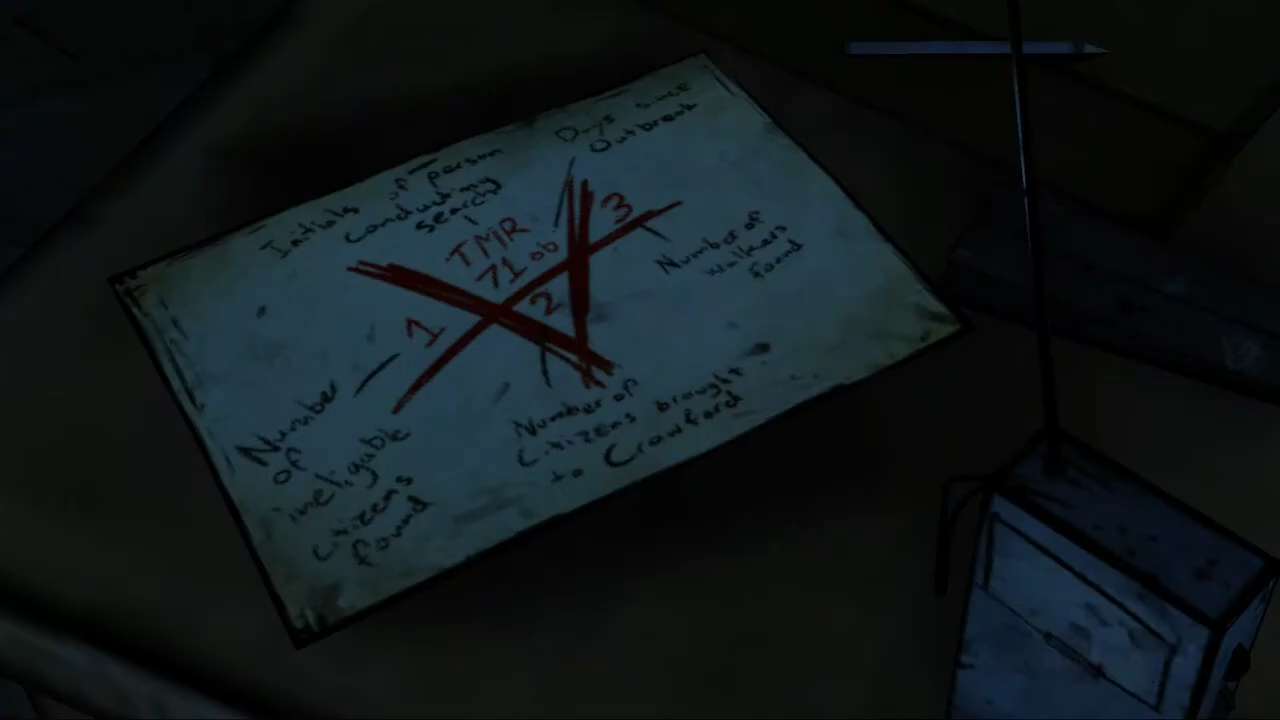 Days since
Outbreak
Initials of person
conducting
search
TMR
71 ob
3
Number of
walkers
found
1
2
Number
of
ineligable
citizens
found
Number of
citizens brought
to Crawford